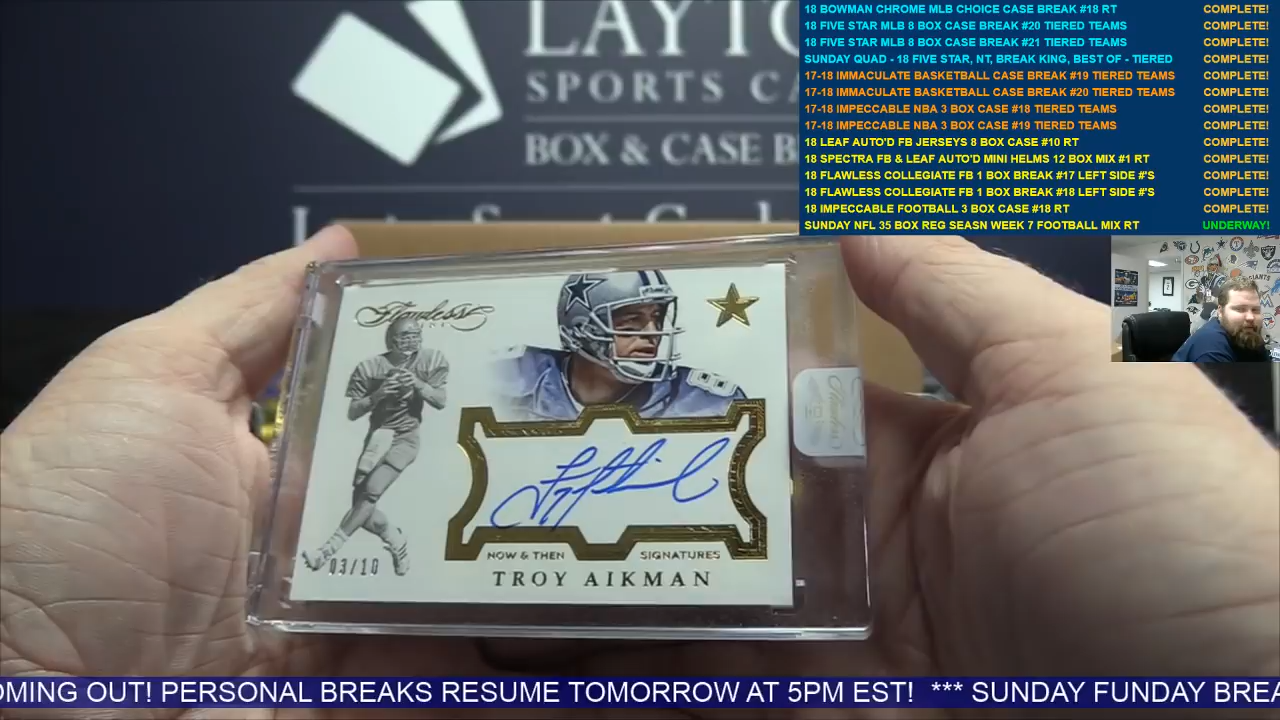 18 BOWMAN CHROME MLB CHOICE CASE BREAK #18 RT COMPLETE!
18 FIVE STAR MLB 8 BOX CASE BREAK #20 TIERED TEAMS COMPLETE!
18 FIVE STAR MLB 8 BOX CASE BREAK #21 TIERED TEAMS COMPLETE!
SUNDAY QUAD - 18 FIVE STAR, NT, BREAK KING, BEST OF - TIERED COMPLETE!
17-18 IMMACULATE BASKETBALL CASE BREAK #19 TIERED TEAMS COMPLETE!
17-18 IMMACULATE BASKETBALL CASE BREAK #20 TIERED TEAMS COMPLETE!
17-18 IMPECCABLE NBA 3 BOX CASE #18 TIERED TEAMS COMPLETE!
17-18 IMPECCABLE NBA 3 BOX CASE #19 TIERED TEAMS COMPLETE!
18 LEAF AUTO'D FB JERSEYS 8 BOX CASE #10 RT COMPLETE!
18 SPECTRA FB & LEAF AUTO'D MINI HELMS 12 BOX MIX #1 RT COMPLETE!
18 FLAWLESS COLLEGIATE FB 1 BOX BREAK #17 LEFT SIDE #'S COMPLETE!
18 FLAWLESS COLLEGIATE FB 1 BOX BREAK #18 LEFT SIDE #'S COMPLETE!
18 IMPECCABLE FOOTBALL 3 BOX CASE #18 RT COMPLETE!
SUNDAY NFL 35 BOX REG SEASN WEEK 7 FOOTBALL MIX RT UNDERWAY!
LAYTO
SPORTS CA
BOX & CASE B
Flawless
8
NOW & THEN SIGNATURES
TROY AIKMAN
03/10
OMING OUT! PERSONAL BREAKS RESUME TOMORROW AT 5PM EST! *** SUNDAY FUNDAY BREA